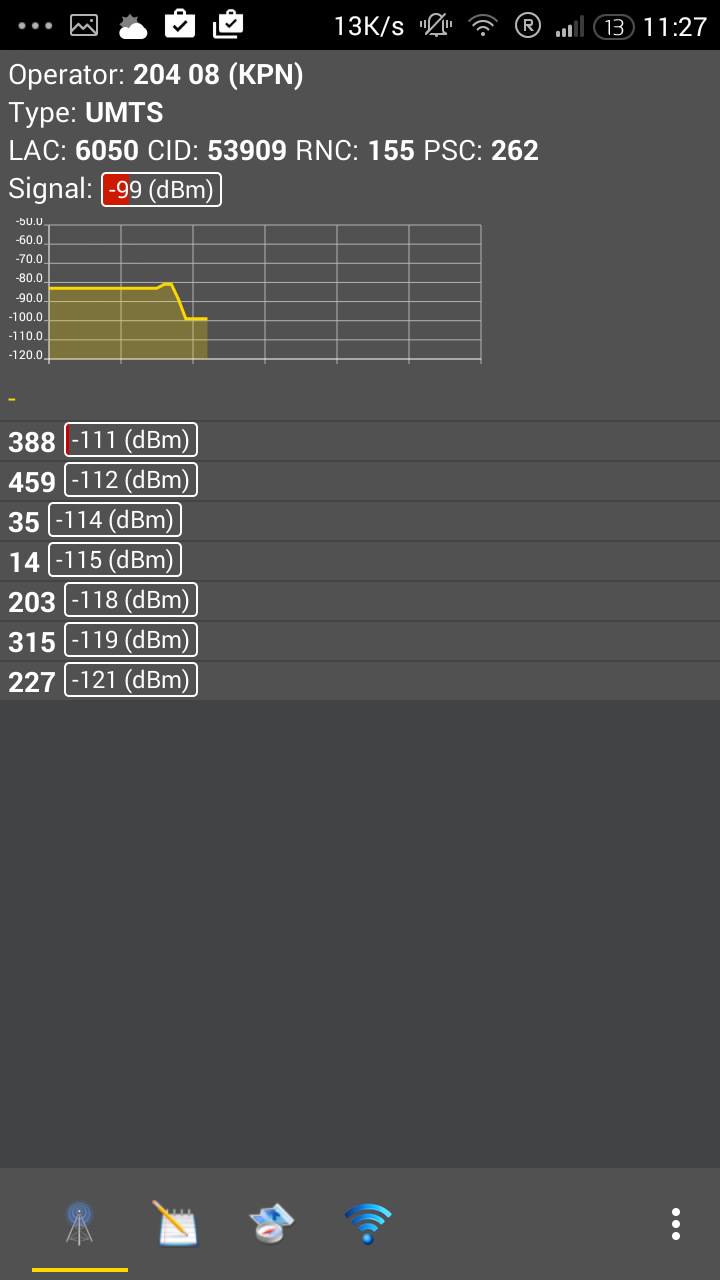 13K/s R 13 11:27
Operator: 204 08 (KPN)
Type: UMTS
LAC: 6050 CID: 53909 RNC: 155 PSC: 262
Signal: -99 (dBm)
-50.0
-60.0
-70.0
-80.0
-90.0
-100.0
-110.0
-120.0
-
388 -111 (dBm)
459 -112 (dBm)
35 -114 (dBm)
14 -115 (dBm)
203 -118 (dBm)
315 -119 (dBm)
227 -121 (dBm)